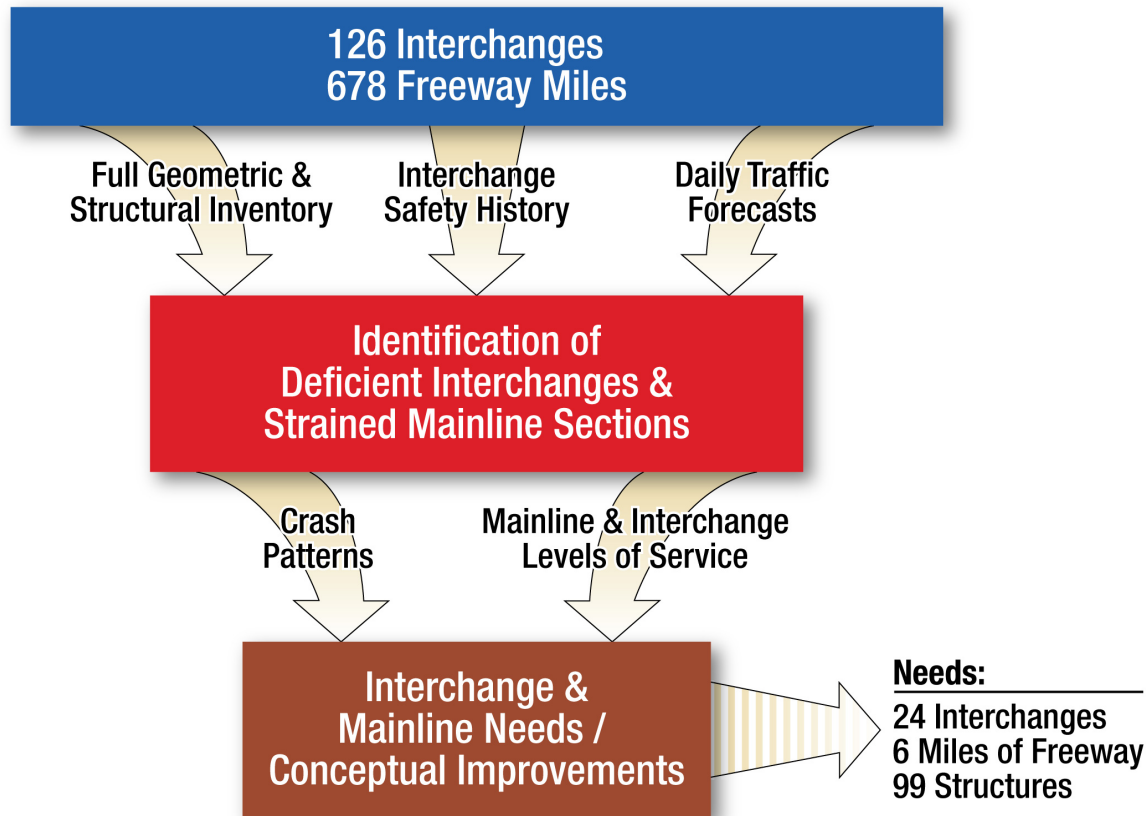 126 Interchanges
678 Freeway Miles
Full Geometric &
Structural Inventory
Interchange
Safety History
Daily Traffic
Forecasts
Identification of
Deficient Interchanges &
Strained Mainline Sections
Crash
Patterns
Mainline & Interchange
Levels of Service
Interchange &
Mainline Needs /
Conceptual Improvements
Needs:
24 Interchanges
6 Miles of Freeway
99 Structures